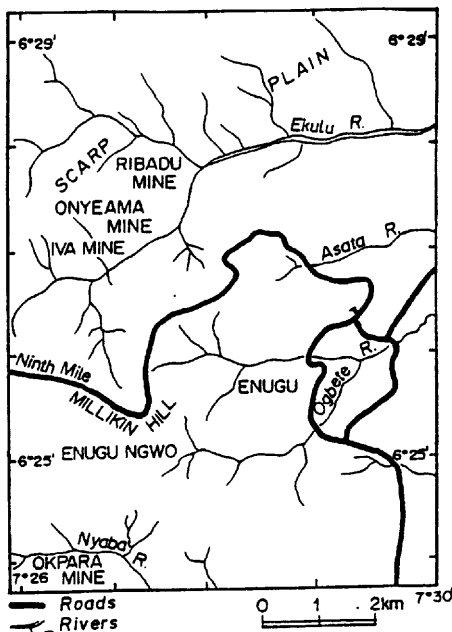 6°29'
6°29'
PLAIN
Ekulu R.
SCARP
RIBADU
MINE
ONYEAMA
MINE
IVA MINE
Asata R.
Ninth Mile
MILLIKIN HILL
ENUGU
R.
Ogbete
ENUGU NGWO
6°25'
6°25'
Nyaba R.
OKPARA
MINE
7°26
7°30
Roads
Rivers
0 1 2km